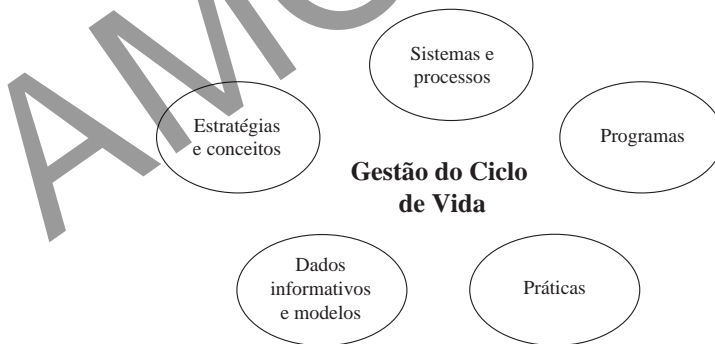 Sistemas e
processos
Estratégias
e conceitos
Programas
Gestão do Ciclo
de Vida
Dados
informativos
e modelos
Práticas